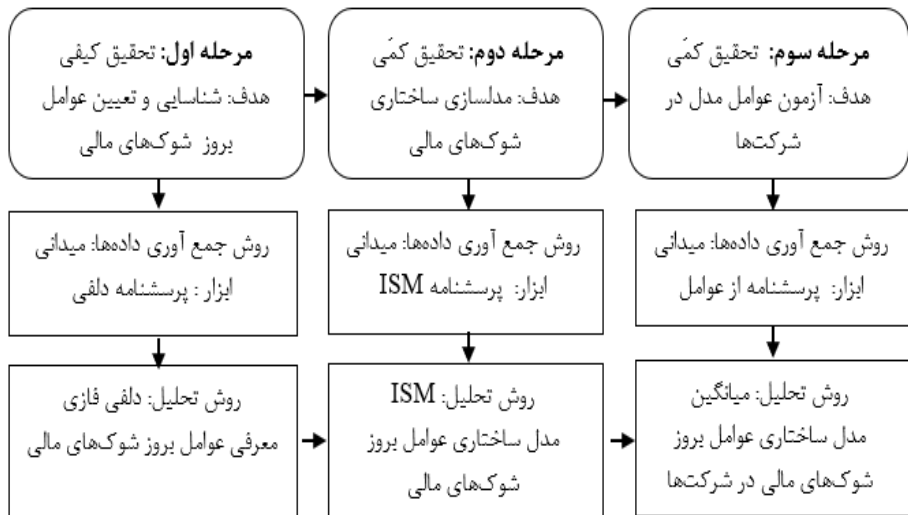 مرحله اول: تحقیق کیفی
هدف: شناسایی و تعیین عوامل
بروز شوک‌های مالی
مرحله دوم: تحقیق کمّی
هدف: مدلسازی ساختاری
شوک‌های مالی
مرحله سوم: تحقیق کمّی
هدف: آزمون عوامل مدل در
شرکت‌ها
روش جمع آوری داده‌ها: میدانی
ابزار : پرسشنامه دلفی
روش جمع آوری داده‌ها: میدانی
ابزار: پرسشنامه ISM
روش جمع آوری داده‌ها: میدانی
ابزار: پرسشنامه از عوامل
روش تحلیل: دلفی فازی
معرفی عوامل بروز شوک‌های مالی
روش تحلیل: ISM
مدل ساختاری عوامل بروز
شوک‌های مالی
روش تحلیل: میانگین
مدل ساختاری عوامل بروز
شوک‌های مالی در شرکت‌ها